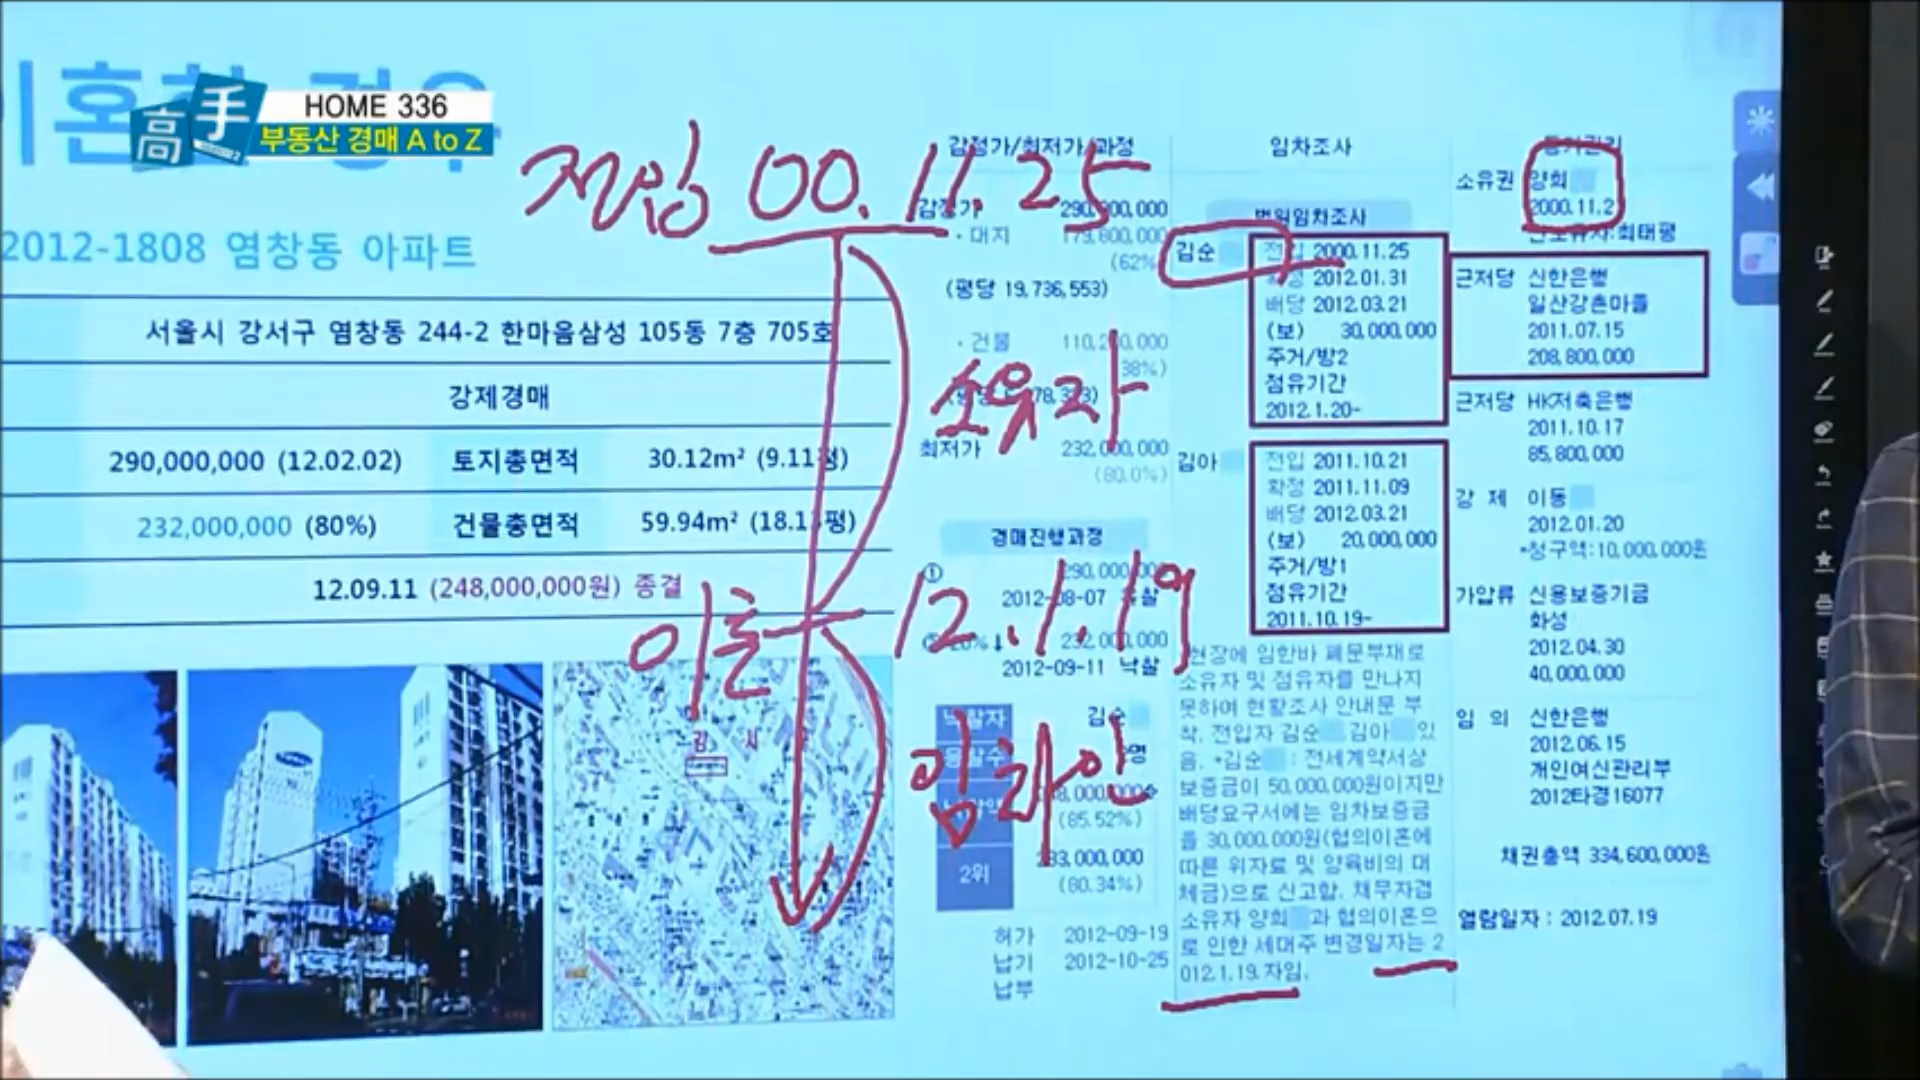 이혼한 경우
高手
HOME 336
부동산 경매 A to Z
2012-1808 염창동 아파트
서울시 강서구 염창동 244-2 한마음삼성 105동 7층 705호
강제경매
290,000,000 (12.02.02) 토지총면적 30.12m² (9.11평)
232,000,000 (80%) 건물총면적 59.94m² (18.13평)
12.09.11 (248,000,000원) 종결
전입 00.11.25
소유자
이혼 12.1.19
임차인
감정가/최저가/과정
감정가 290,000,000
· 대지 179,800,000
(62%)
(평당 19,736,553)
· 건물 110,200,000
38%)
최저가 232,000,000
(80.0%)
경매진행과정
① 290,000,000
2012-08-07 유찰
20%↓ 232,000,000
2012-09-11 낙찰
낙찰자 김순
응찰수 명
(85.52%)
2위 233,000,000
(80.34%)
허가 2012-09-19
납기 2012-10-25
납부
임차조사
법원임차조사
김순 전입 2000.11.25
확정 2012.01.31
배당 2012.03.21
(보) 30,000,000
주거/방2
점유기간
2012.1.20-
김아 전입 2011.10.21
확정 2011.11.09
배당 2012.03.21
(보) 20,000,000
주거/방1
점유기간
2011.10.19-
현장에 임한바 폐문부재로
소유자 및 점유자를 만나지
못하여 현황조사 안내문 부
착. 전입자 김순 , 김아 있
음. *김순 : 전세계약서상
보증금이 50,000,000원이지만
배당요구서에는 임차보증금
을 30,000,000원(협의이혼에
따른 위자료 및 양육비의 대
체금)으로 신고함. 채무자겸
소유자 양희 과 협의이혼으
로 인한 세대주 변경일자는 2
012.1.19.자임.
등기권리
소유권 양희
2000.11.2
전소유자:최태평
근저당 신한은행
일산강촌마을
2011.07.15
208,800,000
근저당 HK저축은행
2011.10.17
85,800,000
강 제 이동
2012.01.20
*청구액:10,000,000원
가압류 신용보증기금
화성
2012.04.30
40,000,000
임 의 신한은행
2012.06.15
개인여신관리부
2012타경16077
채권총액 334,600,000원
열람일자 : 2012.07.19